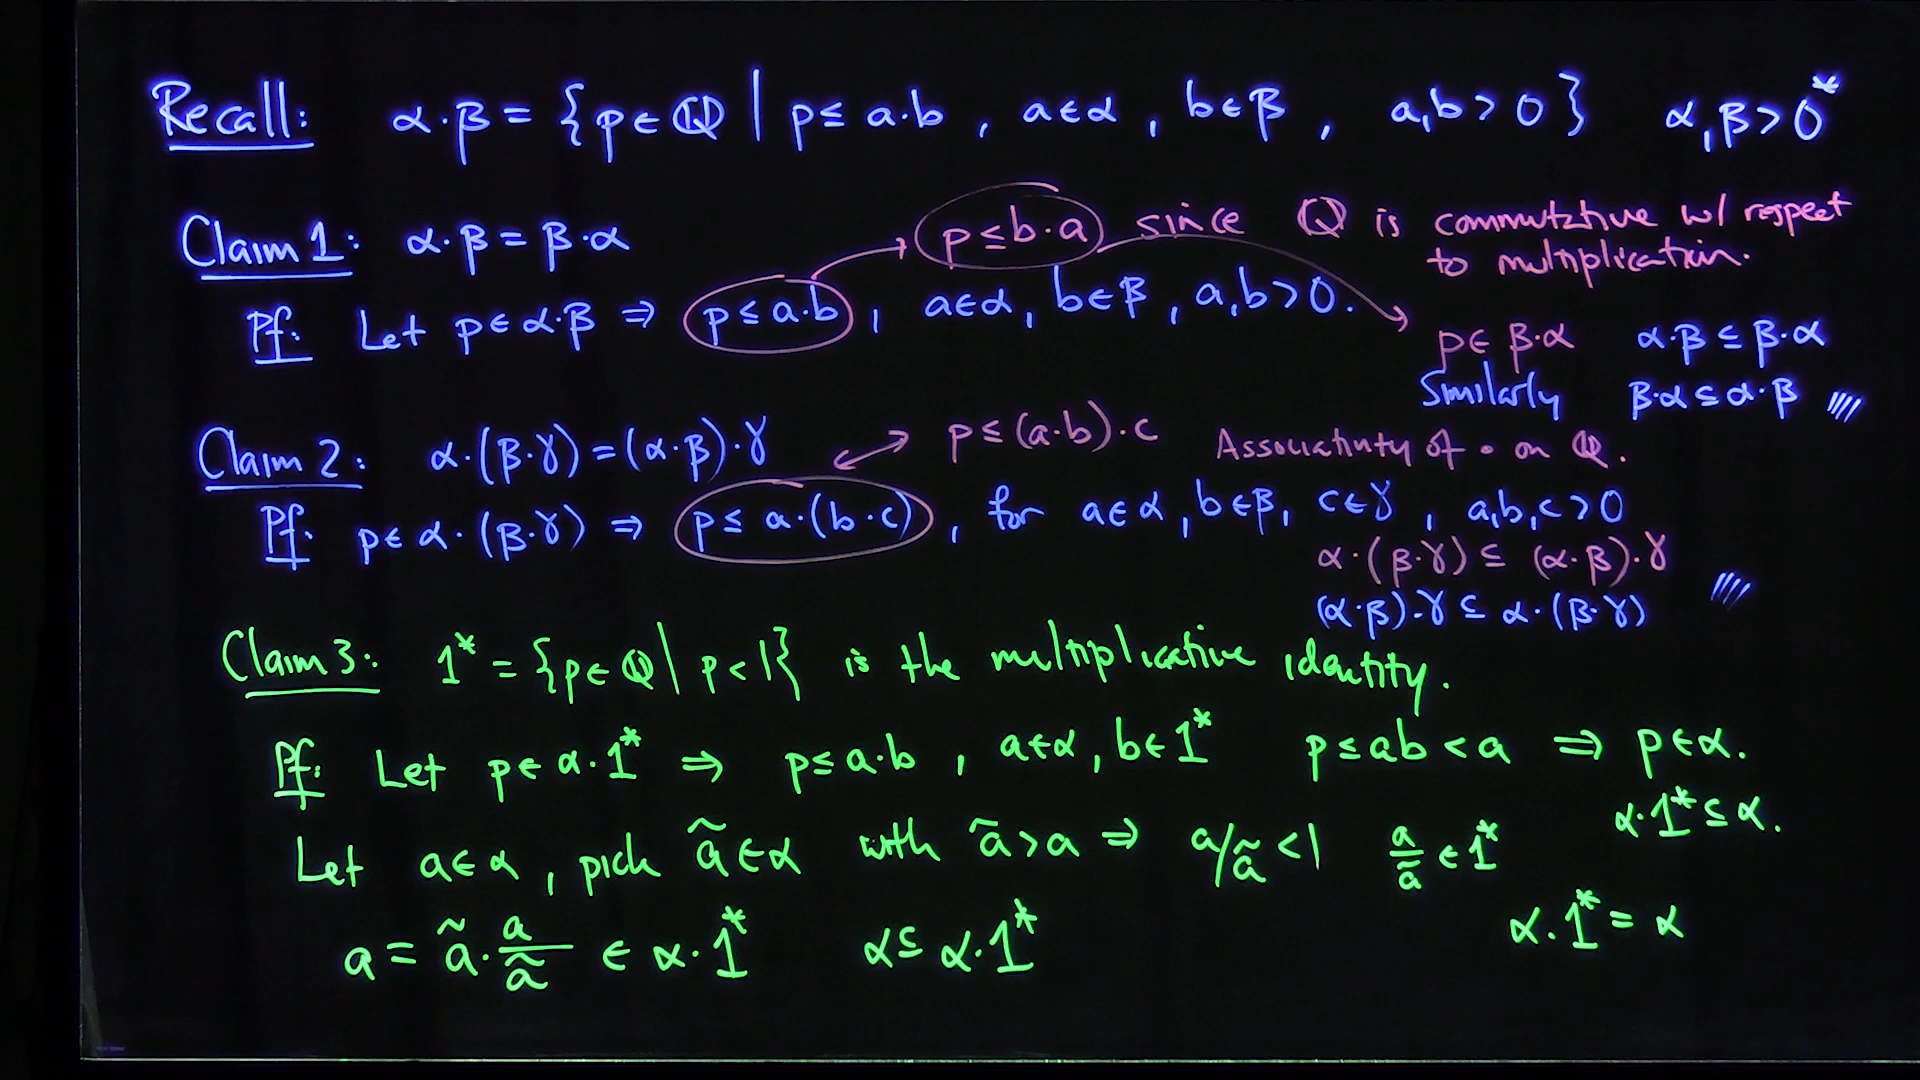 Recall: α·β = {p∈ℚ | p≤ a·b , a∈α , b∈β , a,b>0} α,β>0*
Claim 1: α·β = β·α
p≤b·a since ℚ is commutative w/ respect
to multiplication.
Pf: Let p∈α·β ⇒ p≤a·b , a∈α, b∈β , a,b>0.
p∈ β·α α·β ⊆ β·α
Similarly β·α ⊆ α·β ////
Claim 2: α·(β·γ) = (α·β)·γ ↔ p≤(a·b)·c Associativity of · on ℚ.
Pf: p∈ α·(β·γ) ⇒ p≤ a·(b·c) , for a∈α , b∈β, c∈γ , a,b,c>0
α·(β·γ) ⊆ (α·β)·γ
(α·β)·γ ⊆ α·(β·γ) ////
Claim 3: 1* = {p∈ℚ | p<1} is the multiplicative identity.
Pf: Let p∈ α·1* ⇒ p≤a·b , a∈α, b∈1* p≤ab<a ⇒ p∈α.
α·1* ⊆ α.
Let a∈α , pick ã∈α with ã>a ⇒ a/ã <1 a/ã ∈ 1*
a = ã· a/ã ∈ α·1* α ⊆ α·1* α·1* = α